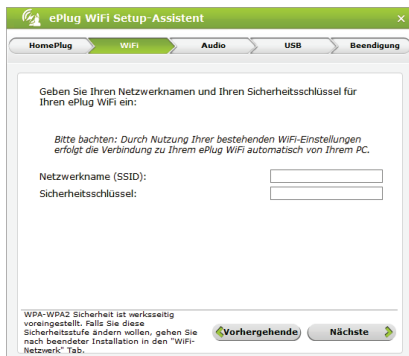 ePlug WiFi Setup-Assistent
HomePlug WiFi Audio USB Beendigung
Geben Sie Ihren Netzwerknamen und Ihren Sicherheitsschlüssel für
Ihren ePlug WiFi ein:
Bitte bachten: Durch Nutzung Ihrer bestehenden WiFi-Einstellungen
erfolgt die Verbindung zu Ihrem ePlug WiFi automatisch von Ihrem PC.
Netzwerkname (SSID):
Sicherheitsschlüssel:
WPA-WPA2 Sicherheit ist werksseitig
voreingestellt. Falls Sie diese
Sicherheitsstufe ändern wollen, gehen Sie
nach beendeter Installation in den "WiFi-
Netzwerk" Tab.
Vorhergehende Nächste